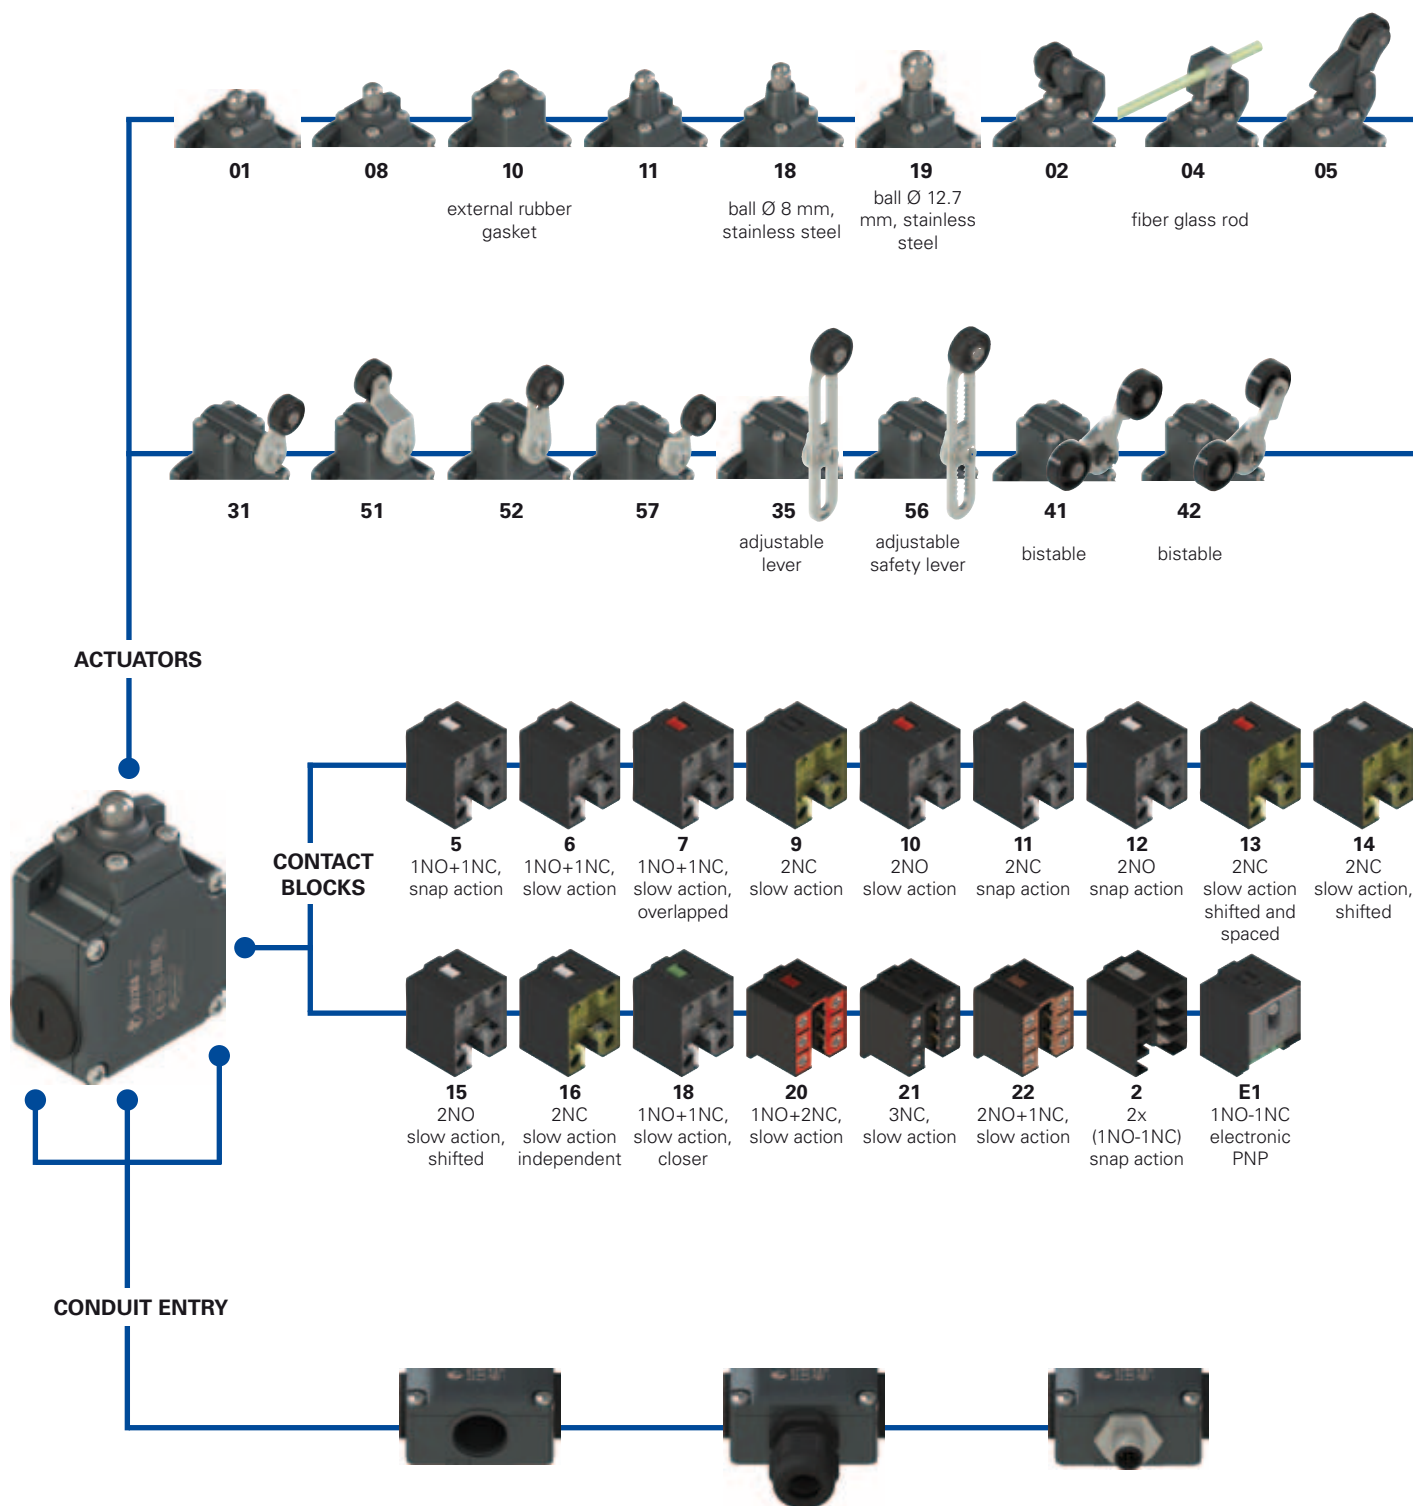 01 08 10 11 18 19 02 04 05
external rubber
gasket
ball Ø 8 mm,
stainless steel
ball Ø 12.7
mm, stainless
steel
fiber glass rod
31 51 52 57 35 56 41 42
adjustable
lever
adjustable
safety lever
bistable
bistable
ACTUATORS
CONTACT
BLOCKS
5
1NO+1NC,
snap action
6
1NO+1NC,
slow action
7
1NO+1NC,
slow action,
overlapped
9
2NC
slow action
10
2NO
slow action
11
2NC
snap action
12
2NO
snap action
13
2NC
slow action
shifted and
spaced
14
2NC
slow action,
shifted
15
2NO
slow action,
shifted
16
2NC
slow action
independent
18
1NO+1NC,
slow action,
closer
20
1NO+2NC,
slow action
21
3NC,
slow action
22
2NO+1NC,
slow action
2
2x
(1NO-1NC)
snap action
E1
1NO-1NC
electronic
PNP
CONDUIT ENTRY